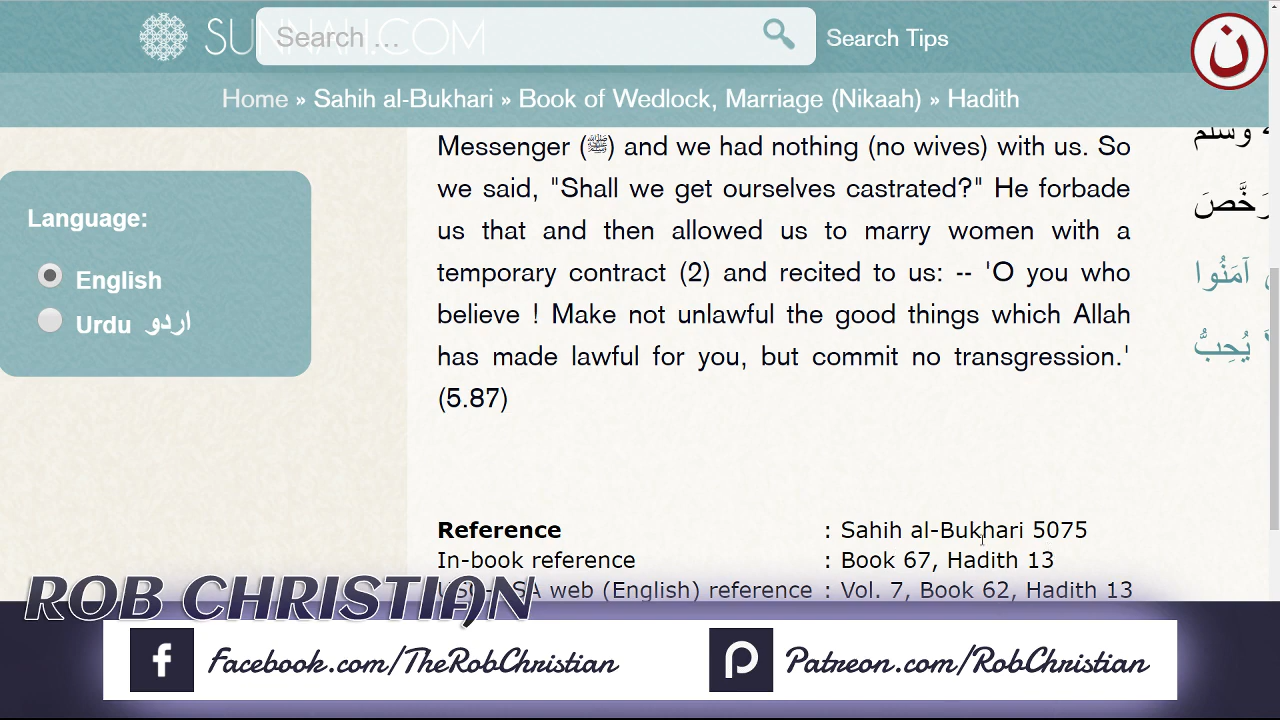 SUNNAH.COM
Search ...
Search Tips
ن
Home » Sahih al-Bukhari » Book of Wedlock, Marriage (Nikaah) » Hadith
Messenger (ﷺ) and we had nothing (no wives) with us. So
we said, "Shall we get ourselves castrated?" He forbade
us that and then allowed us to marry women with a
temporary contract (2) and recited to us: -- 'O you who
believe ! Make not unlawful the good things which Allah
has made lawful for you, but commit no transgression.'
(5.87)
وسلم
رَخَّصَ
آمَنُوا
يُحِبُّ
Language:
English
Urdu اردو
Reference : Sahih al-Bukhari 5075
In-book reference : Book 67, Hadith 13
web (English) reference : Vol. 7, Book 62, Hadith 13
ROB CHRISTIAN
Facebook.com/TheRobChristian
Patreon.com/RobChristian